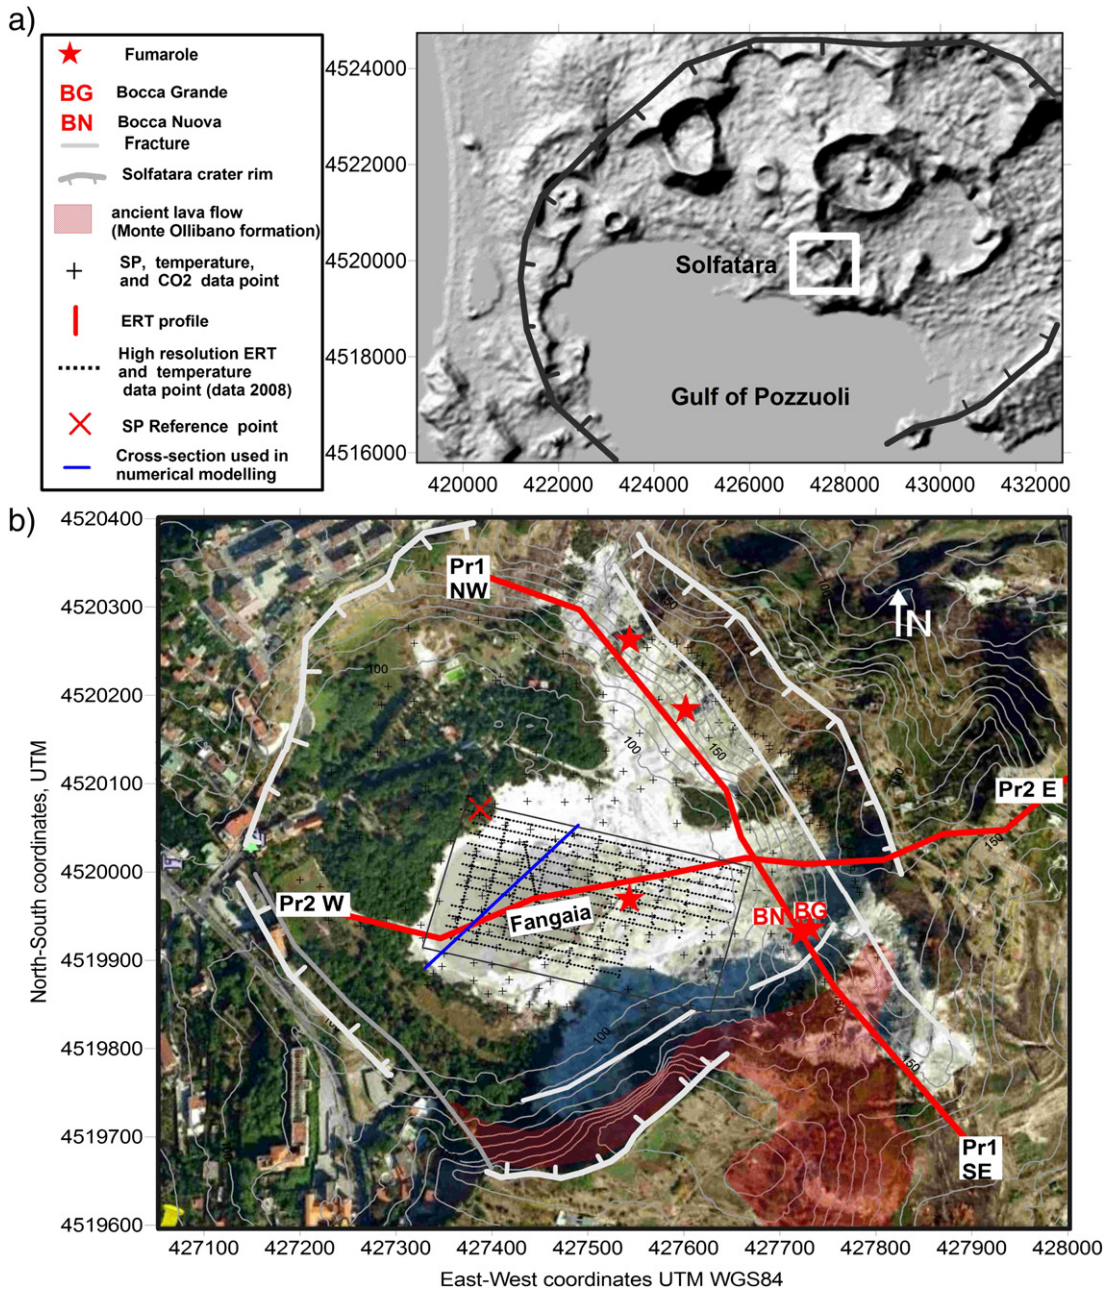 a)
Fumarole
BG Bocca Grande
BN Bocca Nuova
Fracture
Solfatara crater rim
ancient lava flow
(Monte Ollibano formation)
SP, temperature,
and CO2 data point
ERT profile
High resolution ERT
and temperature
data point (data 2008)
SP Reference point
Cross-section used in
numerical modelling
4524000
4522000
4520000
4518000
4516000
Solfatara
Gulf of Pozzuoli
420000 422000 424000 426000 428000 430000 432000
b)
4520400
4520300
4520200
4520100
4520000
4519900
4519800
4519700
4519600
North-South coordinates, UTM
Pr1
NW
N
100
100
150
100
Pr2 E
150
Pr2 W
Fangaia
BN BG
100
150
Pr1
SE
427100 427200 427300 427400 427500 427600 427700 427800 427900 428000
East-West coordinates UTM WGS84